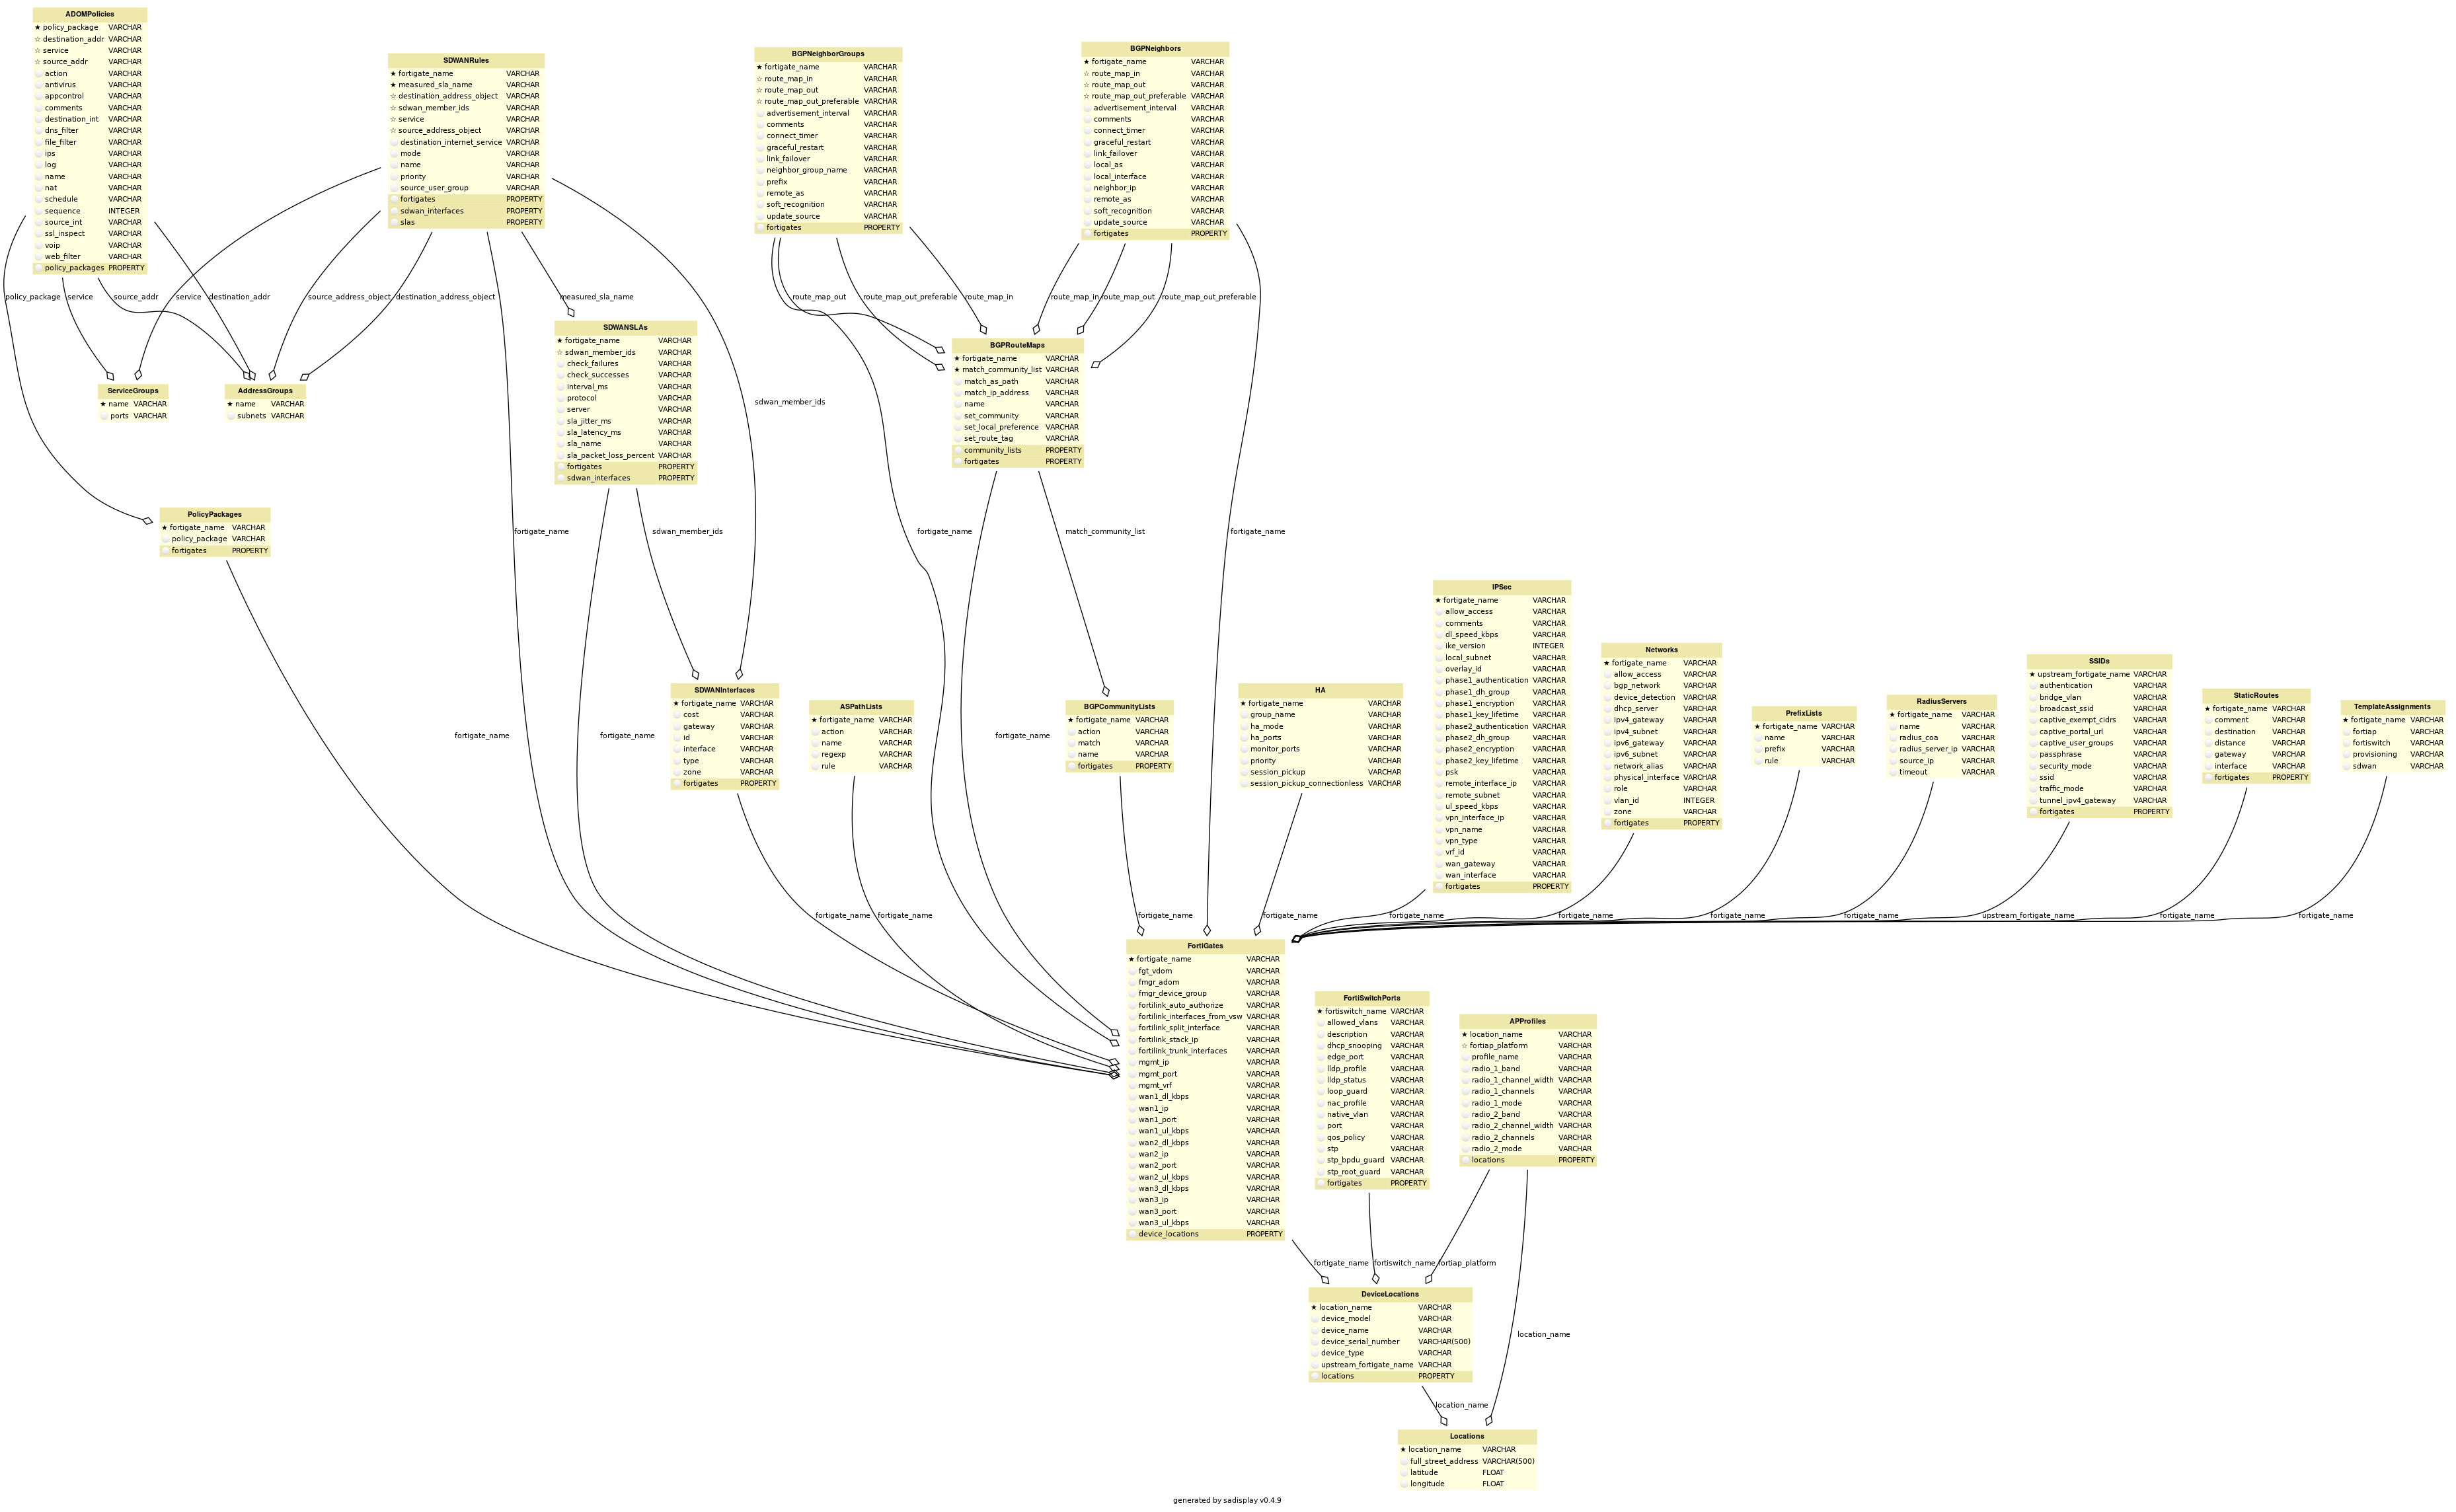 ADOMPolicies
★ policy_package VARCHAR
☆ destination_addr VARCHAR
☆ service VARCHAR
☆ source_addr VARCHAR
action VARCHAR
antivirus VARCHAR
appcontrol VARCHAR
comments VARCHAR
destination_int VARCHAR
dns_filter VARCHAR
file_filter VARCHAR
ips VARCHAR
log VARCHAR
name VARCHAR
nat VARCHAR
schedule VARCHAR
sequence INTEGER
source_int VARCHAR
ssl_inspect VARCHAR
voip VARCHAR
web_filter VARCHAR
policy_packages PROPERTY
SDWANRules
★ fortigate_name VARCHAR
★ measured_sla_name VARCHAR
☆ destination_address_object VARCHAR
☆ sdwan_member_ids VARCHAR
☆ service VARCHAR
☆ source_address_object VARCHAR
destination_internet_service VARCHAR
mode VARCHAR
name VARCHAR
priority VARCHAR
source_user_group VARCHAR
fortigates PROPERTY
sdwan_interfaces PROPERTY
slas PROPERTY
BGPNeighborGroups
★ fortigate_name VARCHAR
☆ route_map_in VARCHAR
☆ route_map_out VARCHAR
☆ route_map_out_preferable VARCHAR
advertisement_interval VARCHAR
comments VARCHAR
connect_timer VARCHAR
graceful_restart VARCHAR
link_failover VARCHAR
neighbor_group_name VARCHAR
prefix VARCHAR
remote_as VARCHAR
soft_recognition VARCHAR
update_source VARCHAR
fortigates PROPERTY
BGPNeighbors
★ fortigate_name VARCHAR
☆ route_map_in VARCHAR
☆ route_map_out VARCHAR
☆ route_map_out_preferable VARCHAR
advertisement_interval VARCHAR
comments VARCHAR
connect_timer VARCHAR
graceful_restart VARCHAR
link_failover VARCHAR
local_as VARCHAR
local_interface VARCHAR
neighbor_ip VARCHAR
remote_as VARCHAR
soft_recognition VARCHAR
update_source VARCHAR
fortigates PROPERTY
policy_package
service
source_addr
service
destination_addr
source_address_object
destination_address_object
measured_sla_name
route_map_out
route_map_out_preferable
route_map_in
route_map_in
route_map_out
route_map_out_preferable
SDWANSLAs
★ fortigate_name VARCHAR
☆ sdwan_member_ids VARCHAR
check_failures VARCHAR
check_successes VARCHAR
interval_ms VARCHAR
protocol VARCHAR
server VARCHAR
sla_jitter_ms VARCHAR
sla_latency_ms VARCHAR
sla_name VARCHAR
sla_packet_loss_percent VARCHAR
fortigates PROPERTY
sdwan_interfaces PROPERTY
BGPRouteMaps
★ fortigate_name VARCHAR
★ match_community_list VARCHAR
match_as_path VARCHAR
match_ip_address VARCHAR
name VARCHAR
set_community VARCHAR
set_local_preference VARCHAR
set_route_tag VARCHAR
community_lists PROPERTY
fortigates PROPERTY
ServiceGroups
★ name VARCHAR
ports VARCHAR
AddressGroups
★ name VARCHAR
subnets VARCHAR
sdwan_member_ids
PolicyPackages
★ fortigate_name VARCHAR
policy_package VARCHAR
fortigates PROPERTY
fortigate_name
sdwan_member_ids
fortigate_name
match_community_list
fortigate_name
IPSec
★ fortigate_name VARCHAR
allow_access VARCHAR
comments VARCHAR
dl_speed_kbps VARCHAR
ike_version INTEGER
local_subnet VARCHAR
overlay_id VARCHAR
phase1_authentication VARCHAR
phase1_dh_group VARCHAR
phase1_encryption VARCHAR
phase1_key_lifetime VARCHAR
phase2_authentication VARCHAR
phase2_dh_group VARCHAR
phase2_encryption VARCHAR
phase2_key_lifetime VARCHAR
psk VARCHAR
remote_interface_ip VARCHAR
remote_subnet VARCHAR
ul_speed_kbps VARCHAR
vpn_interface_ip VARCHAR
vpn_name VARCHAR
vpn_type VARCHAR
vrf_id VARCHAR
wan_gateway VARCHAR
wan_interface VARCHAR
fortigates PROPERTY
Networks
★ fortigate_name VARCHAR
allow_access VARCHAR
bgp_network VARCHAR
device_detection VARCHAR
dhcp_server VARCHAR
ipv4_gateway VARCHAR
ipv4_subnet VARCHAR
ipv6_gateway VARCHAR
ipv6_subnet VARCHAR
network_alias VARCHAR
physical_interface VARCHAR
role VARCHAR
vlan_id INTEGER
zone VARCHAR
fortigates PROPERTY
SSIDs
★ upstream_fortigate_name VARCHAR
authentication VARCHAR
bridge_vlan VARCHAR
broadcast_ssid VARCHAR
captive_exempt_cidrs VARCHAR
captive_portal_url VARCHAR
captive_user_groups VARCHAR
passphrase VARCHAR
security_mode VARCHAR
ssid VARCHAR
traffic_mode VARCHAR
tunnel_ipv4_gateway VARCHAR
fortigates PROPERTY
SDWANInterfaces
★ fortigate_name VARCHAR
cost VARCHAR
gateway VARCHAR
id VARCHAR
interface VARCHAR
type VARCHAR
zone VARCHAR
fortigates PROPERTY
ASPathLists
★ fortigate_name VARCHAR
action VARCHAR
name VARCHAR
regexp VARCHAR
rule VARCHAR
BGPCommunityLists
★ fortigate_name VARCHAR
action VARCHAR
match VARCHAR
name VARCHAR
fortigates PROPERTY
HA
★ fortigate_name VARCHAR
group_name VARCHAR
ha_mode VARCHAR
ha_ports VARCHAR
monitor_ports VARCHAR
priority VARCHAR
session_pickup VARCHAR
session_pickup_connectionless VARCHAR
PrefixLists
★ fortigate_name VARCHAR
name VARCHAR
prefix VARCHAR
rule VARCHAR
RadiusServers
★ fortigate_name VARCHAR
name VARCHAR
radius_coa VARCHAR
radius_server_ip VARCHAR
source_ip VARCHAR
timeout VARCHAR
StaticRoutes
★ fortigate_name VARCHAR
comment VARCHAR
destination VARCHAR
distance VARCHAR
gateway VARCHAR
interface VARCHAR
fortigates PROPERTY
TemplateAssignments
★ fortigate_name VARCHAR
fortiap VARCHAR
fortiswitch VARCHAR
provisioning VARCHAR
sdwan VARCHAR
fortigate_name
fortigate_name
fortigate_name
fortigate_name
fortigate_name
fortigate_name
fortigate_name
fortigate_name
fortigate_name
fortigate_name
fortigate_name
upstream_fortigate_name
fortigate_name
fortigate_name
FortiGates
★ fortigate_name VARCHAR
fgt_vdom VARCHAR
fmgr_adom VARCHAR
fmgr_device_group VARCHAR
fortilink_auto_authorize VARCHAR
fortilink_interfaces_from_vsw VARCHAR
fortilink_split_interface VARCHAR
fortilink_stack_ip VARCHAR
fortilink_trunk_interfaces VARCHAR
mgmt_ip VARCHAR
mgmt_port VARCHAR
mgmt_vrf VARCHAR
wan1_dl_kbps VARCHAR
wan1_ip VARCHAR
wan1_port VARCHAR
wan1_ul_kbps VARCHAR
wan2_dl_kbps VARCHAR
wan2_ip VARCHAR
wan2_port VARCHAR
wan2_ul_kbps VARCHAR
wan3_dl_kbps VARCHAR
wan3_ip VARCHAR
wan3_port VARCHAR
wan3_ul_kbps VARCHAR
device_locations PROPERTY
FortiSwitchPorts
★ fortiswitch_name VARCHAR
allowed_vlans VARCHAR
description VARCHAR
dhcp_snooping VARCHAR
edge_port VARCHAR
lldp_profile VARCHAR
lldp_status VARCHAR
loop_guard VARCHAR
nac_profile VARCHAR
native_vlan VARCHAR
port VARCHAR
qos_policy VARCHAR
stp VARCHAR
stp_bpdu_guard VARCHAR
stp_root_guard VARCHAR
fortigates PROPERTY
APProfiles
★ location_name VARCHAR
☆ fortiap_platform VARCHAR
profile_name VARCHAR
radio_1_band VARCHAR
radio_1_channel_width VARCHAR
radio_1_channels VARCHAR
radio_1_mode VARCHAR
radio_2_band VARCHAR
radio_2_channel_width VARCHAR
radio_2_channels VARCHAR
radio_2_mode VARCHAR
locations PROPERTY
fortigate_name
fortiswitch_name
fortiap_platform
DeviceLocations
★ location_name VARCHAR
device_model VARCHAR
device_name VARCHAR
device_serial_number VARCHAR(500)
device_type VARCHAR
upstream_fortigate_name VARCHAR
locations PROPERTY
location_name
location_name
Locations
★ location_name VARCHAR
full_street_address VARCHAR(500)
latitude FLOAT
longitude FLOAT
generated by sadisplay v0.4.9